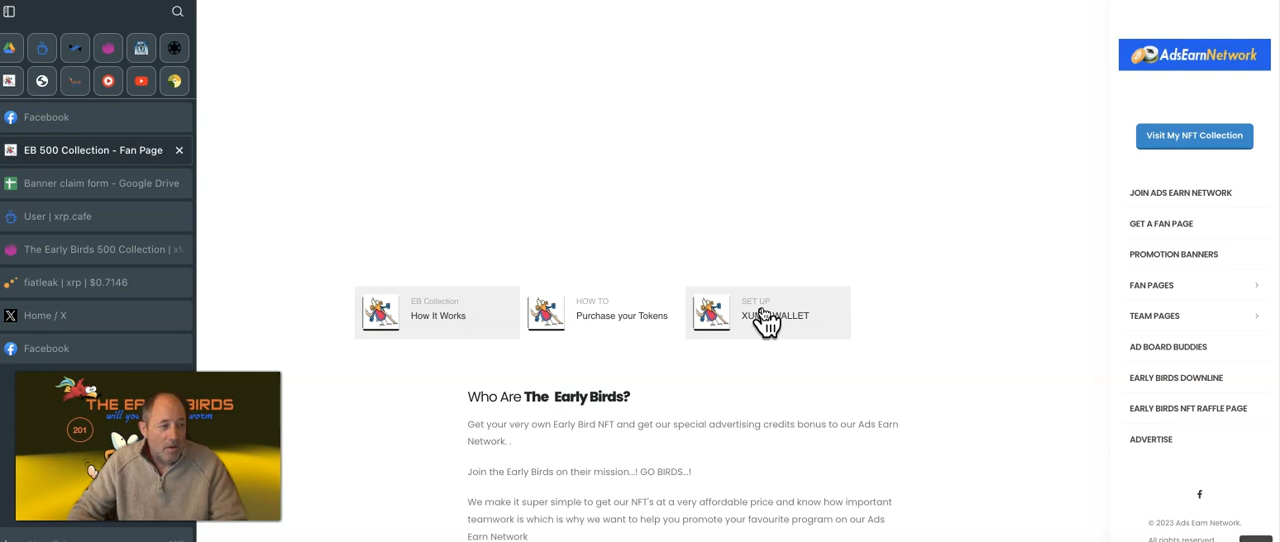 Facebook
EB 500 Collection - Fan Page
Banner claim form - Google Drive
User | xrp.cafe
The Early Birds 500 Collection |
fiatleak | xrp | $0.7146
Home / X
Facebook
201
EB Collection
How It Works
HOW TO
Purchase your Tokens
SET UP
WALLET
Who Are The Early Birds?
Get your very own Early Bird NFT and get our special advertising credits bonus to our Ads Earn
Network. .
Join the Early Birds on their mission...! GO BIRDS...!
We make it super simple to get our NFT's at a very affordable price and know how important
teamwork is which is why we want to help you promote your favourite program on our Ads
Earn Network
AdsEarnNetwork
Visit My NFT Collection
JOIN ADS EARN NETWORK
GET A FAN PAGE
PROMOTION BANNERS
FAN PAGES
TEAM PAGES
AD BOARD BUDDIES
EARLY BIRDS DOWNLINE
EARLY BIRDS NFT RAFFLE PAGE
ADVERTISE
© 2023 Ads Earn Network.
All rights reserved